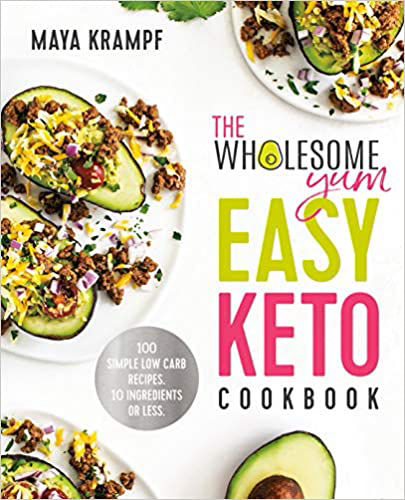 MAYA KRAMPF
THE
WHOLESOME
yum
EASY
KETO
COOKBOOK
100
SIMPLE LOW CARB
RECIPES.
10 INGREDIENTS
OR LESS.